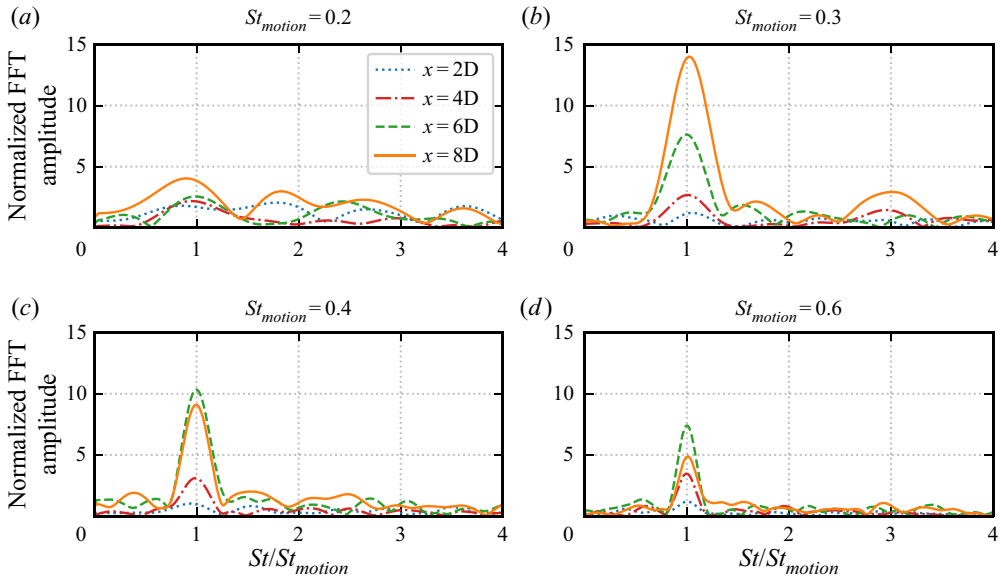 (a) St_motion = 0.2
(b) St_motion = 0.3
Normalized FFT
amplitude
15
10
5
0
1
2
3
4
x = 2D
x = 4D
x = 6D
x = 8D
15
10
5
0
1
2
3
4
(c) St_motion = 0.4
(d) St_motion = 0.6
Normalized FFT
amplitude
15
10
5
0
1
2
3
4
St/St_motion
15
10
5
0
1
2
3
4
St/St_motion